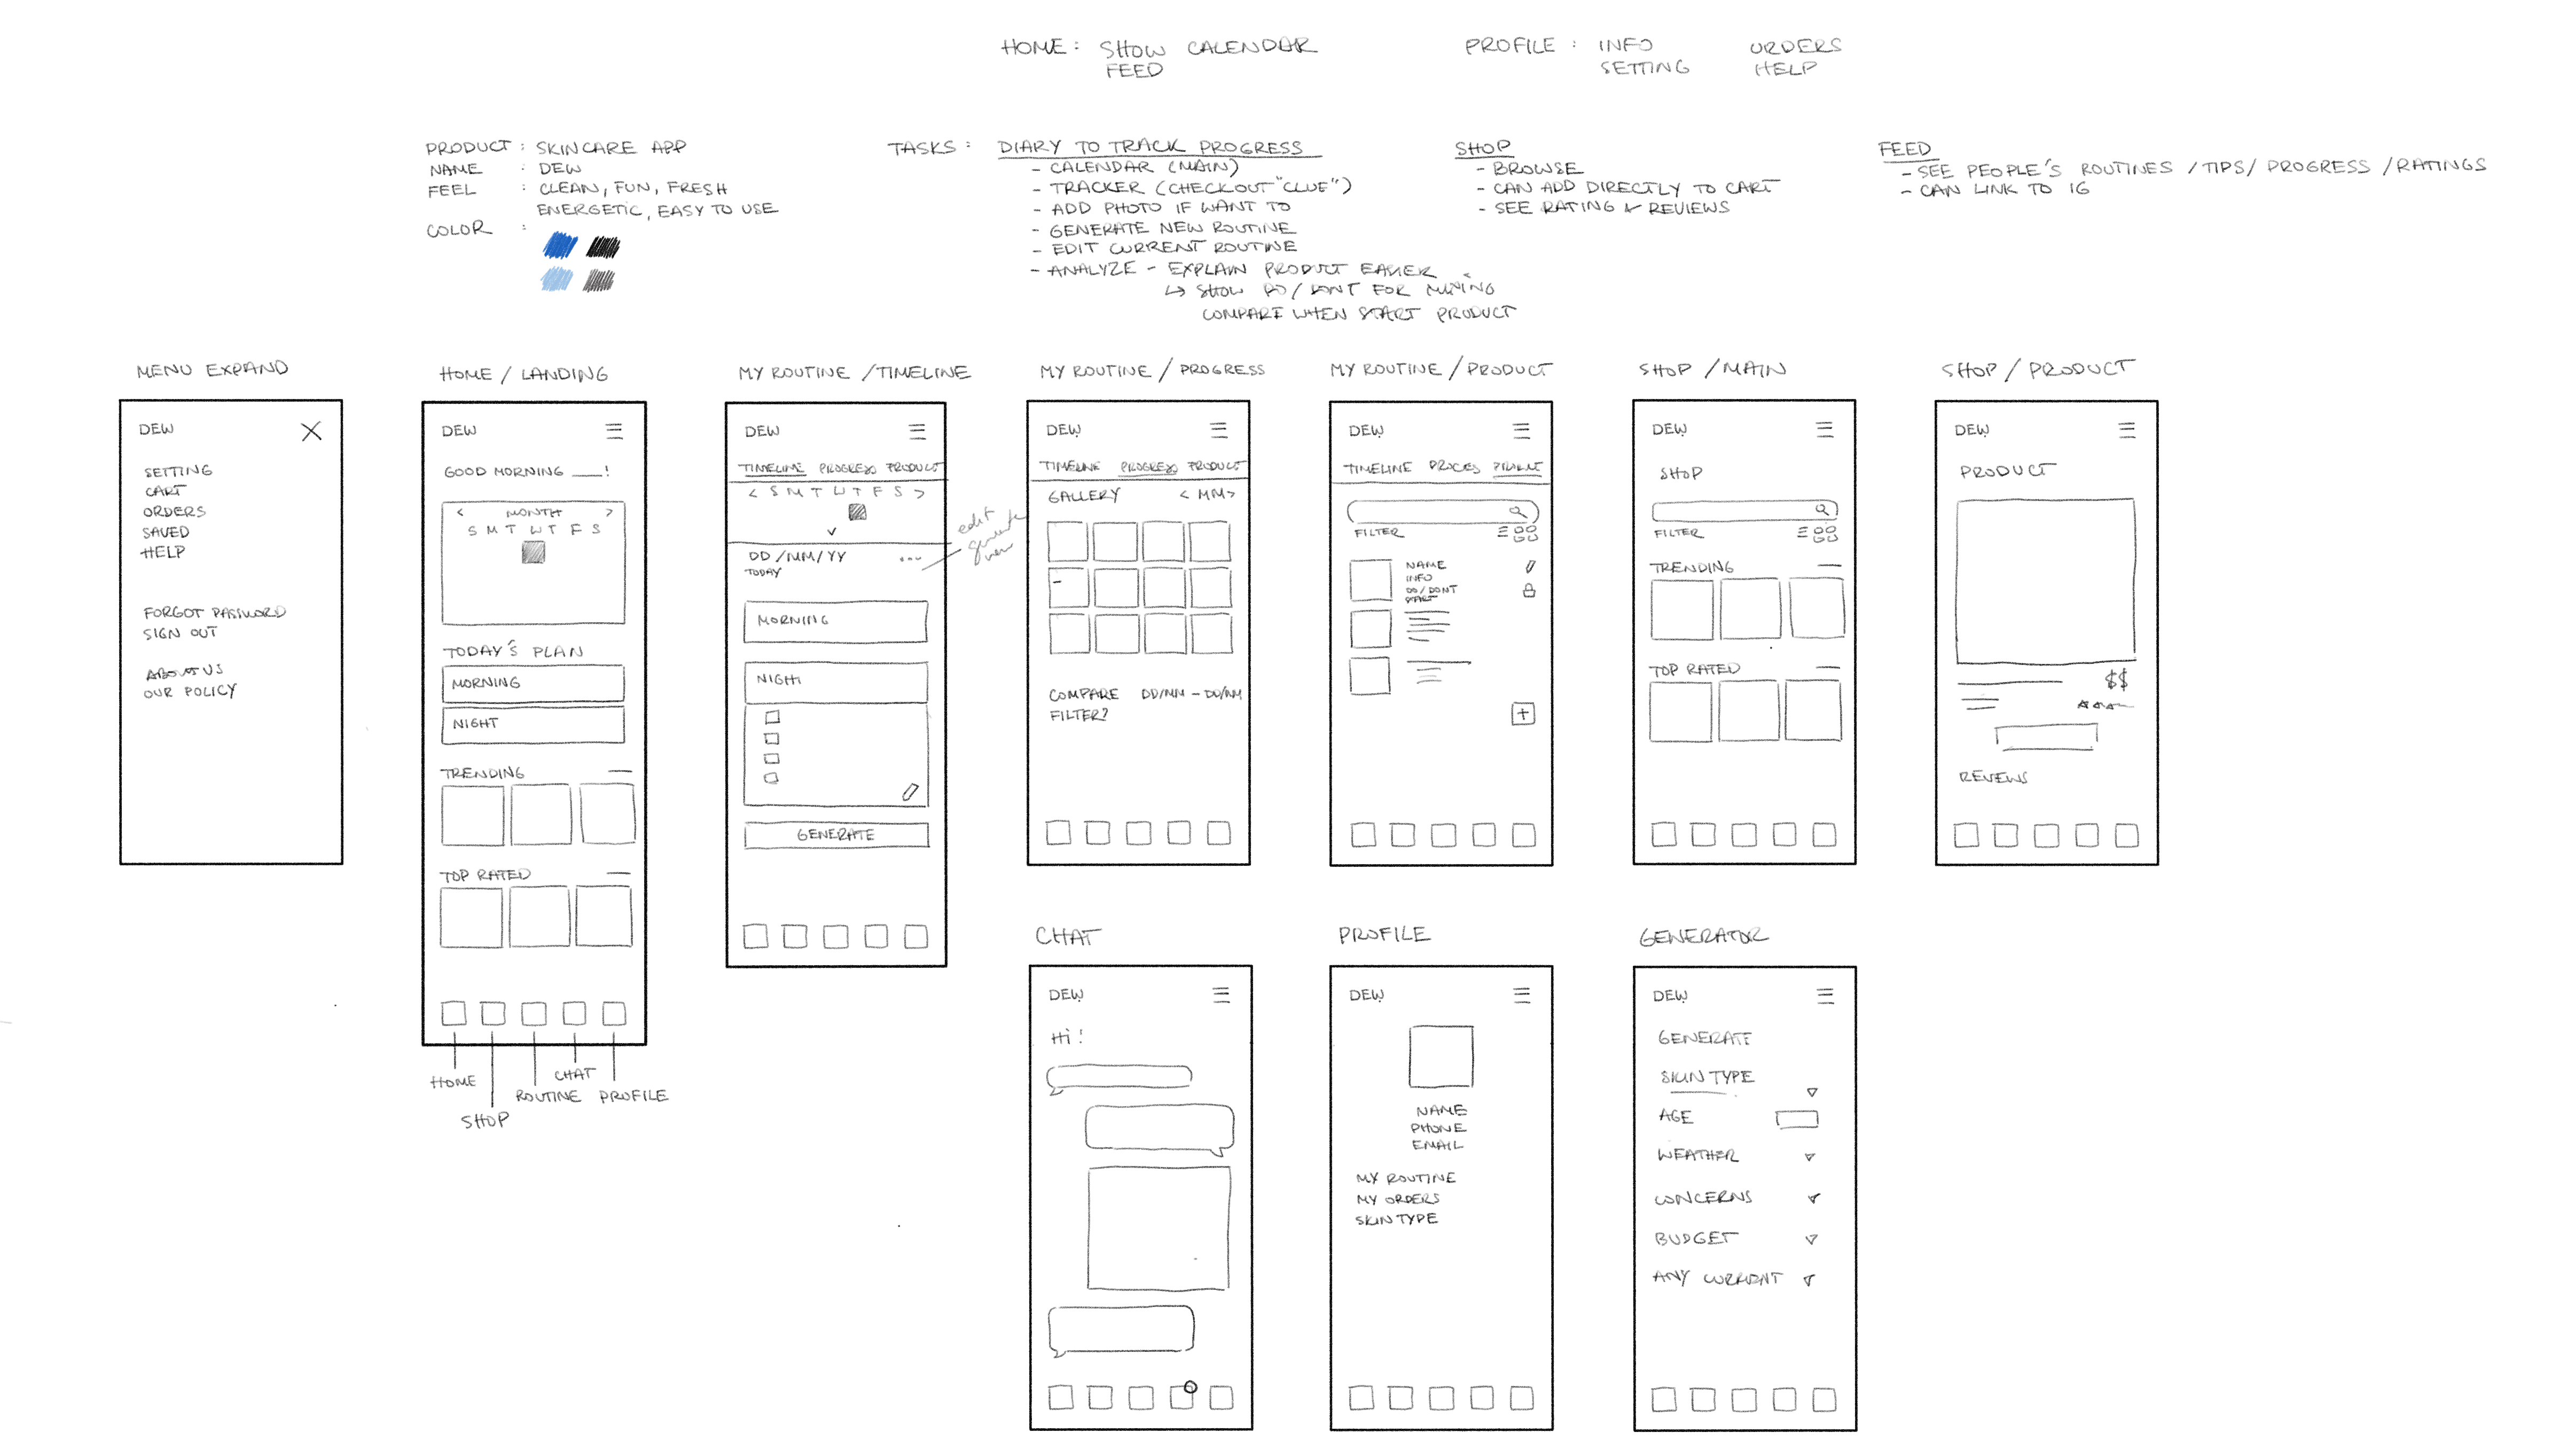 HOME : SHOW CALENDAR
FEED
PROFILE : INFO
SETTING
ORDERS
HELP
PRODUCT : SKINCARE APP
NAME : DEW
FEEL : CLEAN, FUN, FRESH
ENERGETIC, EASY TO USE
COLOR :
TASKS : DIARY TO TRACK PROGRESS
- CALENDAR (MAIN)
- TRACKER (CHECKOUT "CLUE")
- ADD PHOTO IF WANT TO
- GENERATE NEW ROUTINE
- EDIT CURRENT ROUTINE
- ANALYZE - EXPLAIN PRODUCT EASIER
↳ SHOW DO/DONT FOR MIXING
COMPARE WHEN START PRODUCT
SHOP
- BROWSE
- CAN ADD DIRECTLY TO CART
- SEE RATING & REVIEWS
FEED
- SEE PEOPLE'S ROUTINES / TIPS / PROGRESS / RATINGS
- CAN LINK TO IG
MENU EXPAND
DEW
SETTING
CART
ORDERS
SAVED
HELP
FORGOT PASSWORD
SIGN OUT
ABOUT US
OUR POLICY
HOME / LANDING
DEW
GOOD MORNING ___!
< MONTH >
S M T W T F S
TODAY'S PLAN
MORNING
NIGHT
TRENDING
TOP RATED
HOME
SHOP
ROUTINE
CHAT
PROFILE
MY ROUTINE / TIMELINE
DEW
TIMELINE PROGRESS PRODUCT
< S M T W T F S >
DD/MM/YY ...
TODAY
edit
generate
new
MORNING
NIGHT
GENERATE
MY ROUTINE / PROGRESS
DEW
TIMELINE PROGRESS PRODUCT
GALLERY < MM >
COMPARE DD/MM - DD/MM
FILTER?
MY ROUTINE / PRODUCT
DEW
TIMELINE PROGRES PRODUCT
FILTER
NAME
INFO
DO/DONT
START
SHOP / MAIN
DEW
SHOP
FILTER
TRENDING
TOP RATED
SHOP / PRODUCT
DEW
PRODUCT
$$
REVIEWS
CHAT
DEW
Hi !
PROFILE
DEW
NAME
PHONE
EMAIL
MY ROUTINE
MY ORDERS
SKIN TYPE
GENERATOR
DEW
GENERATE
SKIN TYPE
AGE
WEATHER
CONCERNS
BUDGET
ANY CURRENT